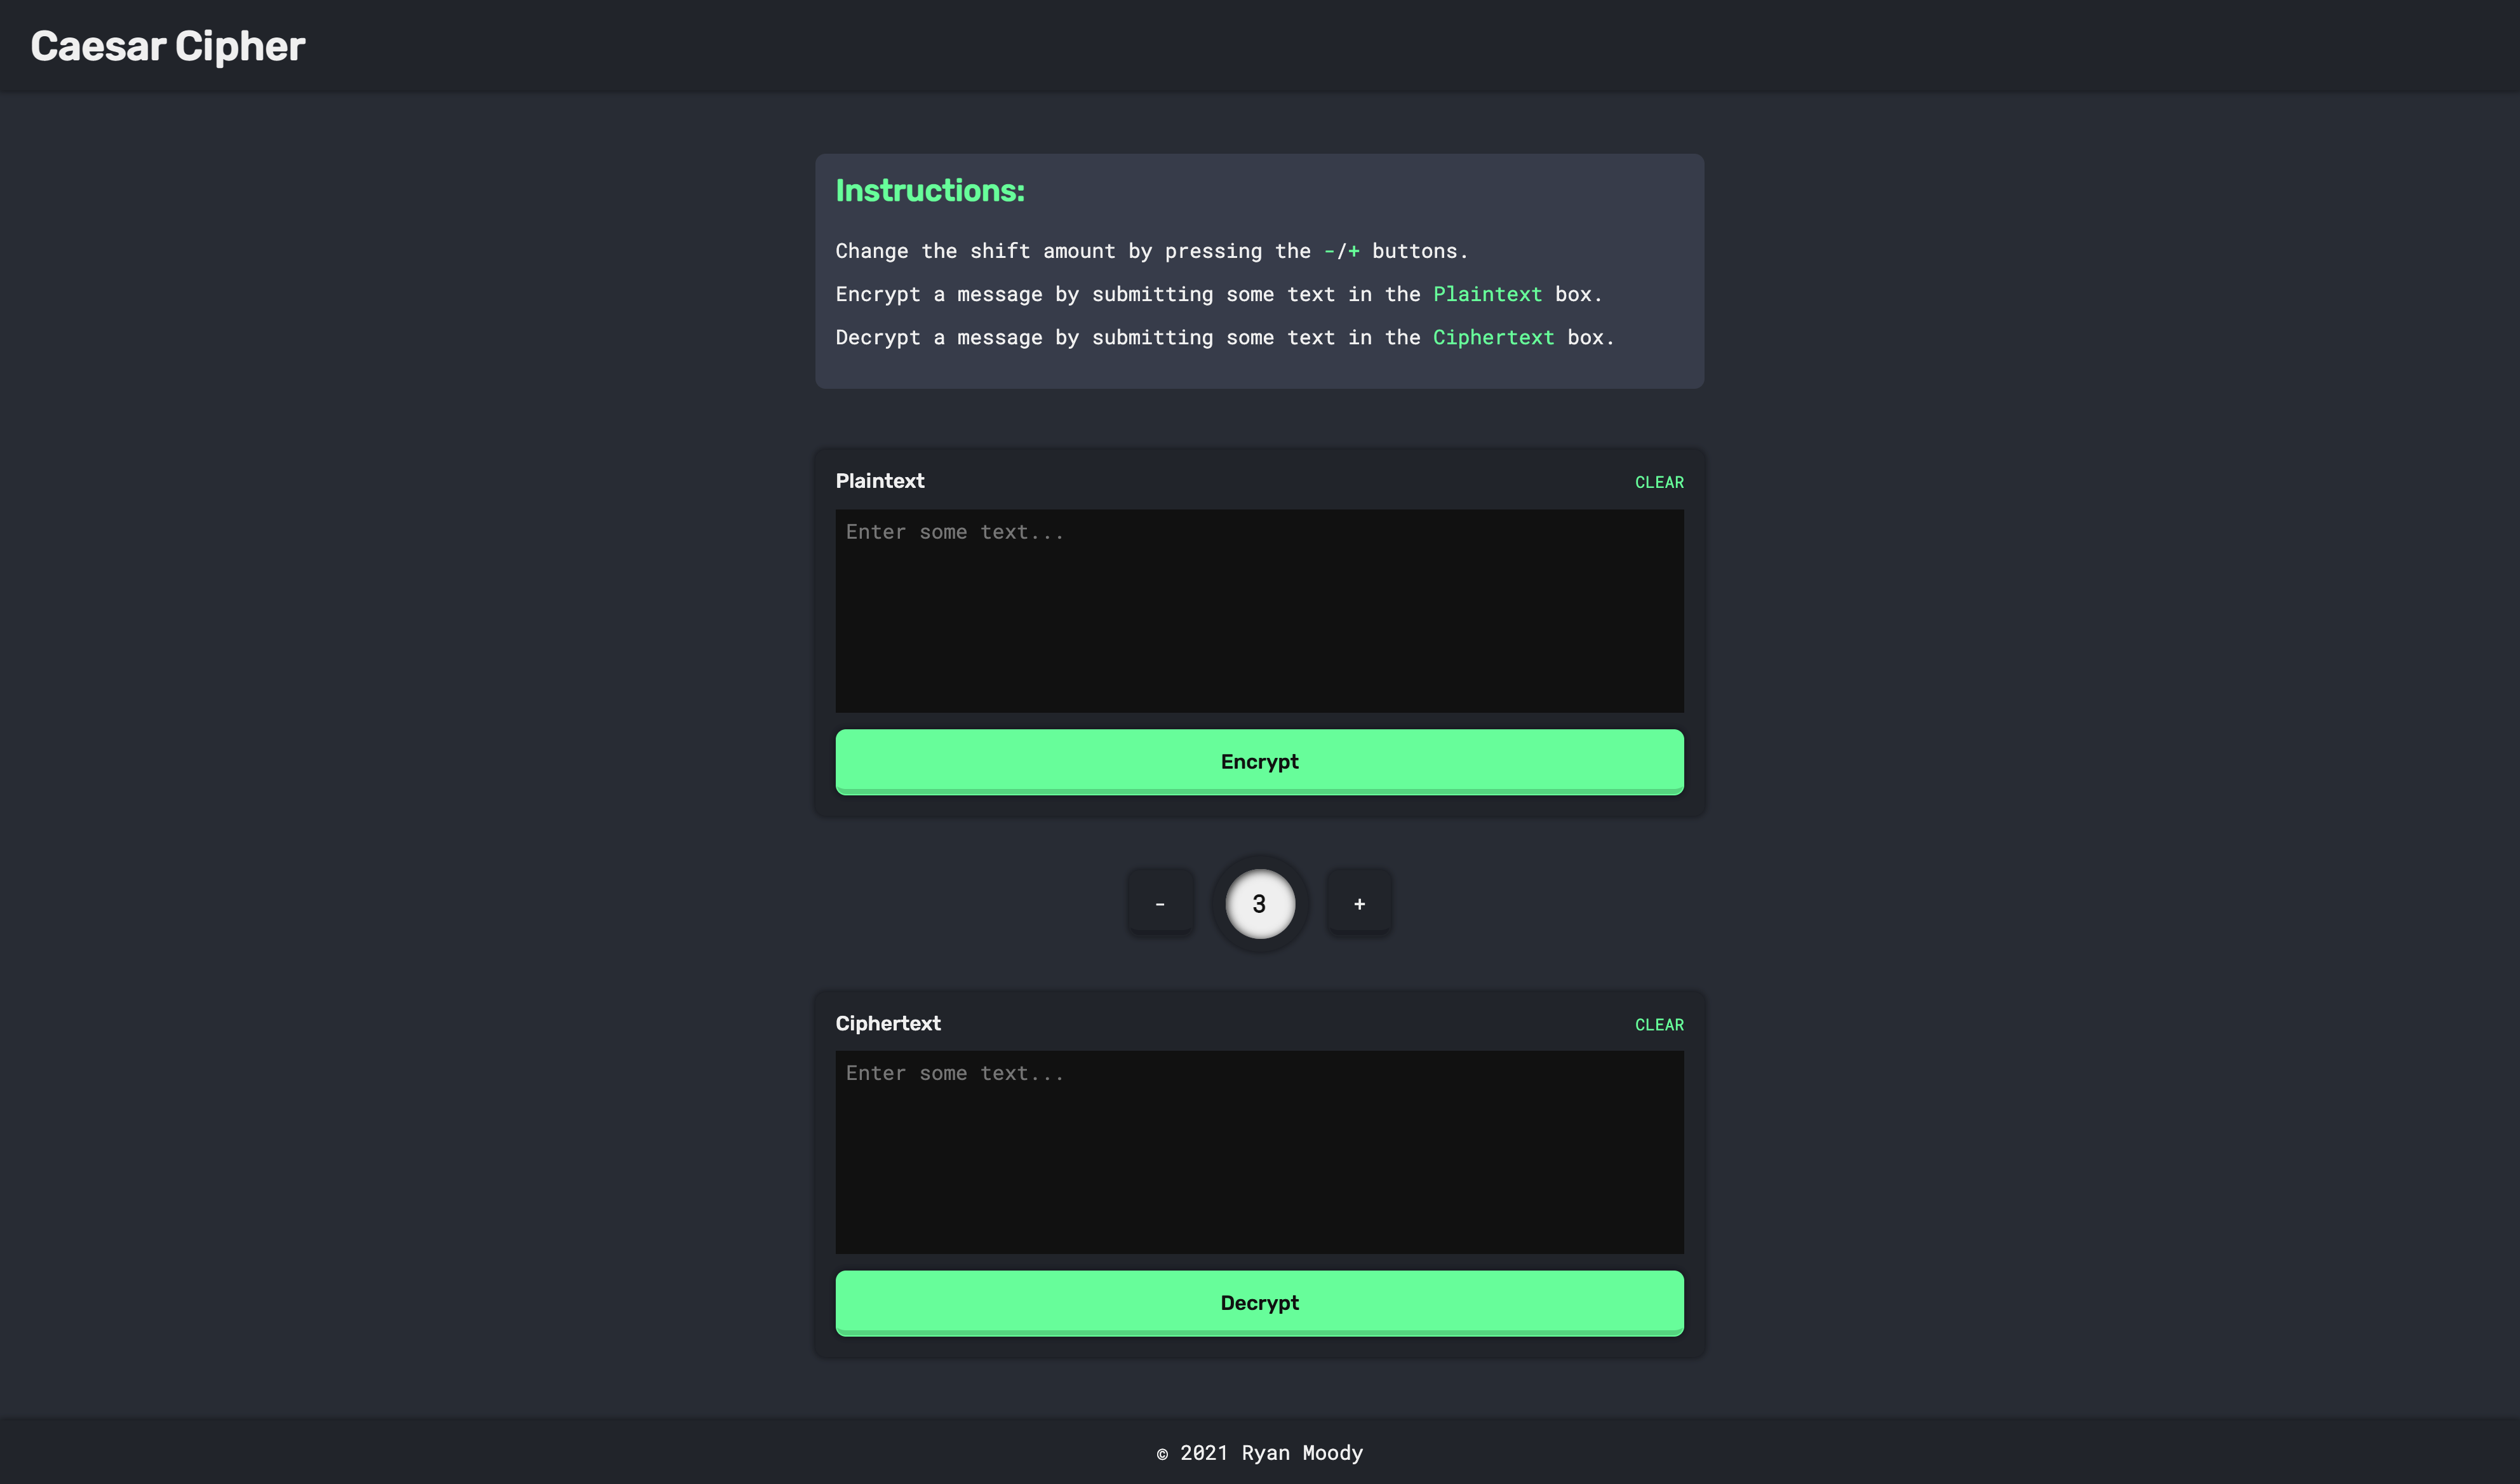 Caesar Cipher
Instructions:
Change the shift amount by pressing the -/+ buttons.
Encrypt a message by submitting some text in the Plaintext box.
Decrypt a message by submitting some text in the Ciphertext box.
Plaintext CLEAR
Enter some text...
Encrypt
- 3 +
Ciphertext CLEAR
Enter some text...
Decrypt
© 2021 Ryan Moody